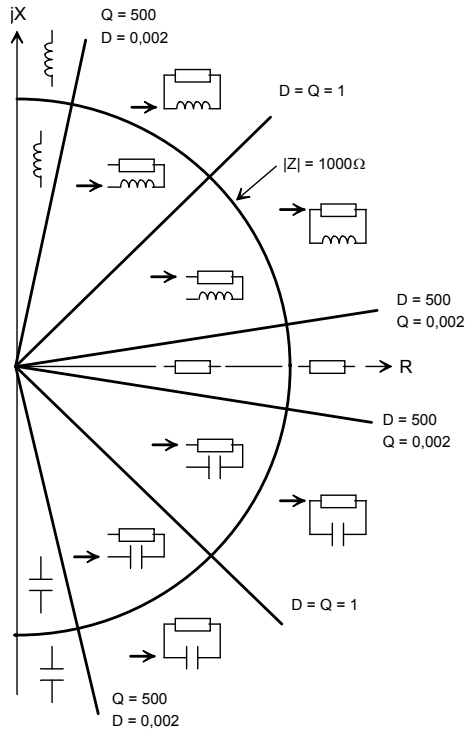 jX
Q = 500
D = 0,002
D = Q = 1
|Z| = 1000Ω
D = 500
Q = 0,002
R
D = 500
Q = 0,002
D = Q = 1
Q = 500
D = 0,002